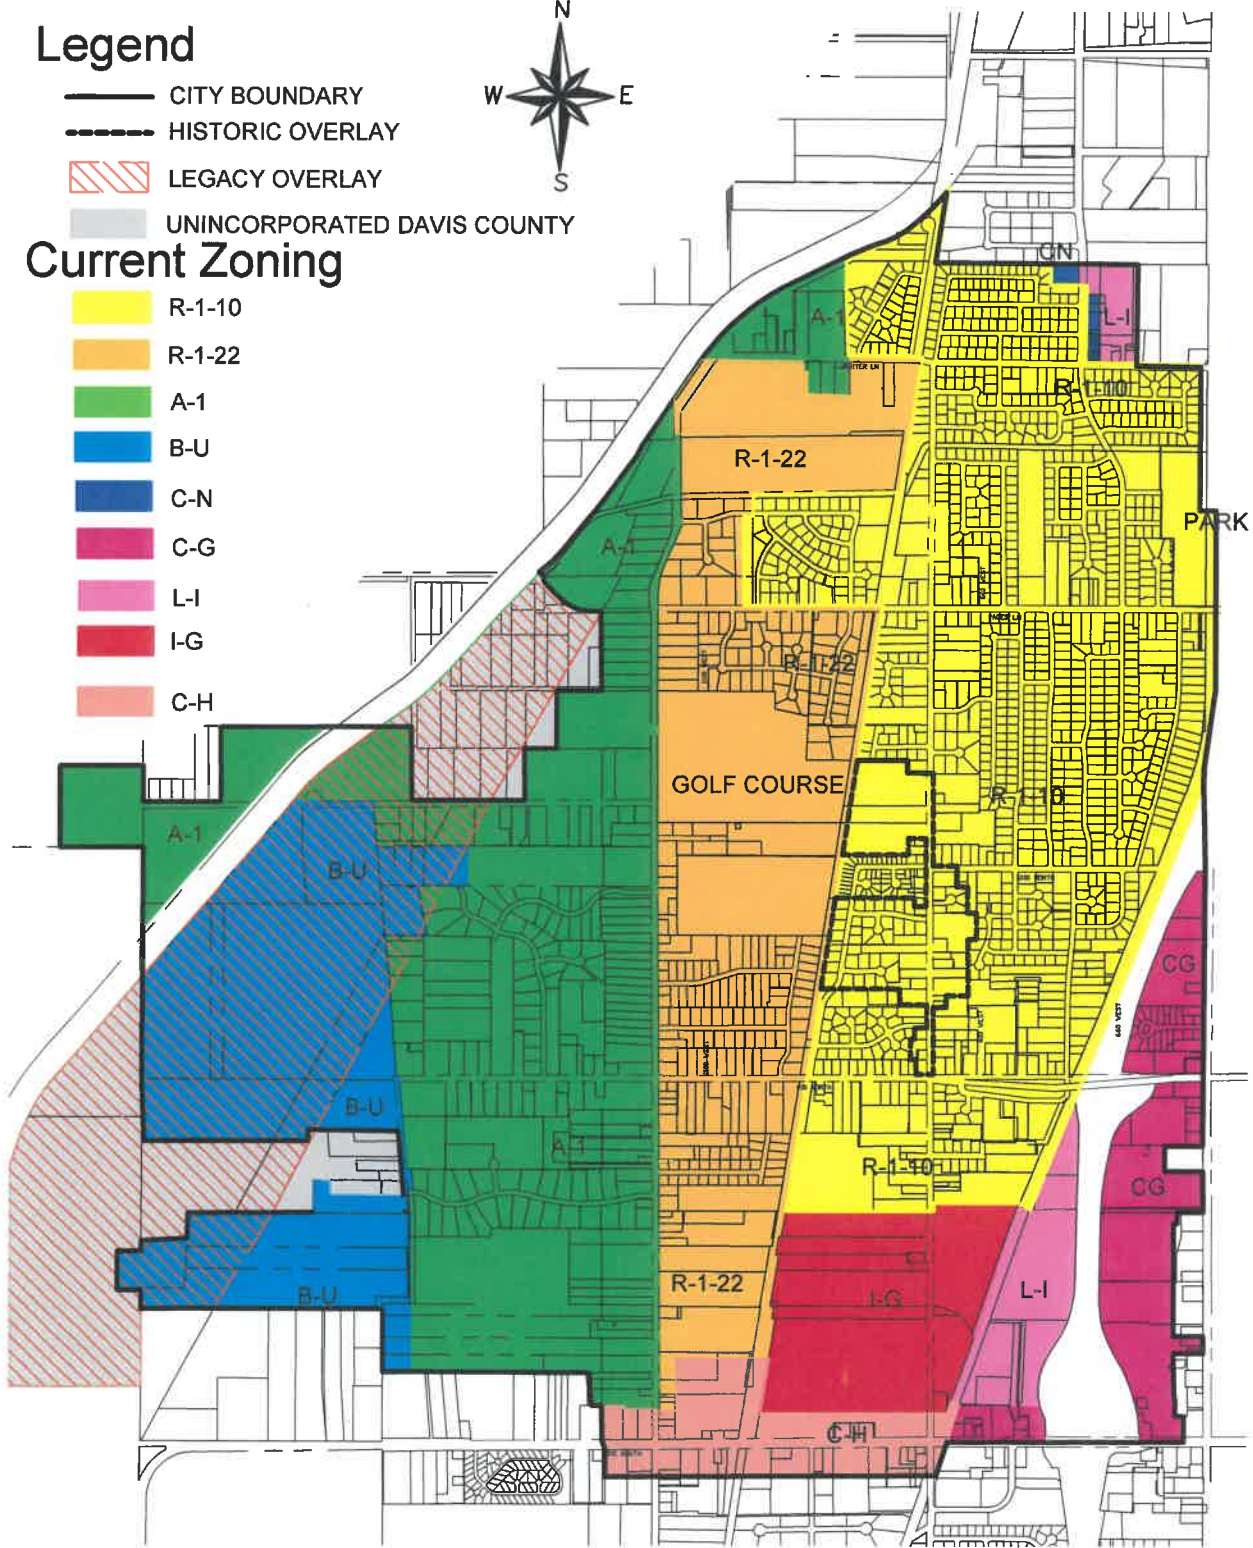 N
Legend
W
E
CITY BOUNDARY
HISTORIC OVERLAY
LEGACY OVERLAY
S
UNINCORPORATED DAVIS COUNTY
Current Zoning
CN
R-1-10
A-1
L-I
R-1-22
R-1-10
A-1
B-U
R-1-22
C-N
PARK
C-G
A-1
L-I
I-G
R-1-22
C-H
GOLF COURSE
R-1-10
A-1
B-U
CG
660 WEST
B-U
A-1
R-1-10
CG
R-1-22
L-I
B-U
I-G
C-H